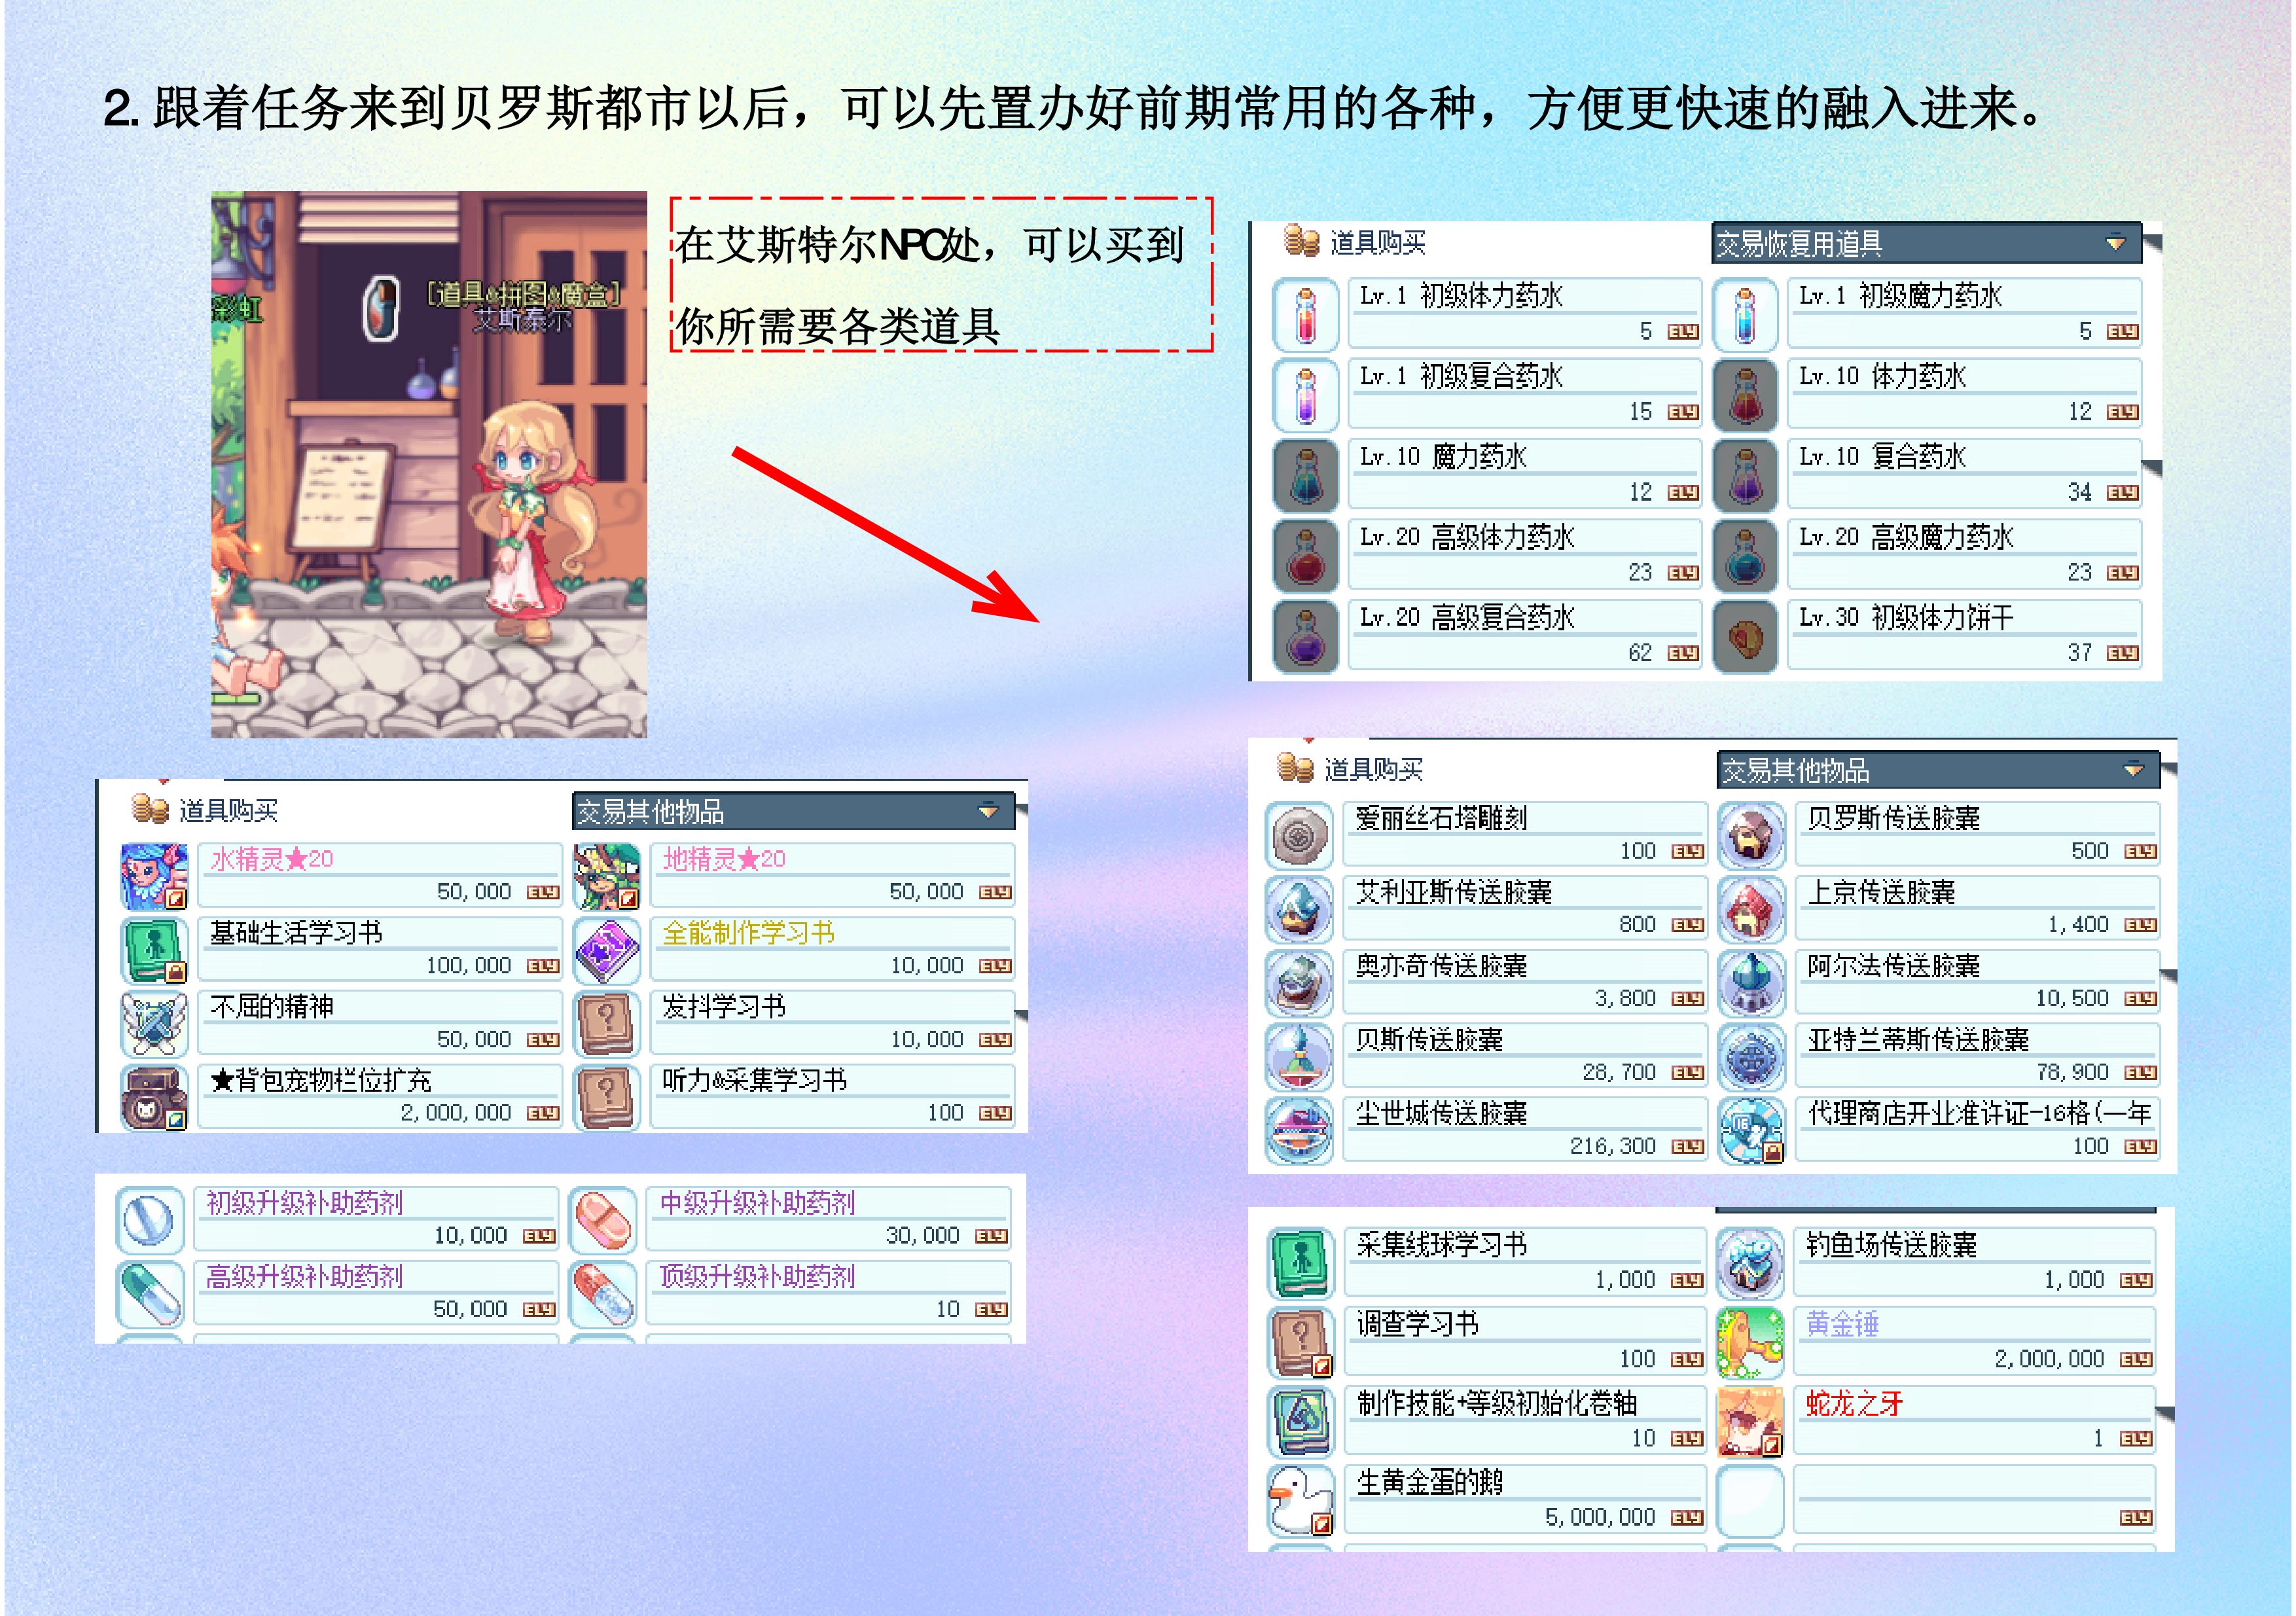 2. 跟着任务来到贝罗斯都市以后，可以先置办好前期常用的各种，方便更快速的融入进来。
彩虹
[道具&拼图&魔盒]
艾斯泰尔
在艾斯特尔NPC处，可以买到
你所需要各类道具
道具购买
交易恢复用道具
Lv.1 初级体力药水
5 ELY
Lv.1 初级魔力药水
5 ELY
Lv.1 初级复合药水
15 ELY
Lv.10 体力药水
12 ELY
Lv.10 魔力药水
12 ELY
Lv.10 复合药水
34 ELY
Lv.20 高级体力药水
23 ELY
Lv.20 高级魔力药水
23 ELY
Lv.20 高级复合药水
62 ELY
Lv.30 初级体力饼干
37 ELY
道具购买
交易其他物品
水精灵★20
50,000 ELY
地精灵★20
50,000 ELY
基础生活学习书
100,000 ELY
全能制作学习书
10,000 ELY
不屈的精神
50,000 ELY
发抖学习书
10,000 ELY
★背包宠物栏位扩充
2,000,000 ELY
听力&采集学习书
100 ELY
初级升级补助药剂
10,000 ELY
中级升级补助药剂
30,000 ELY
高级升级补助药剂
50,000 ELY
顶级升级补助药剂
10 ELY
道具购买
交易其他物品
爱丽丝石塔雕刻
100 ELY
贝罗斯传送胶囊
500 ELY
艾利亚斯传送胶囊
800 ELY
上京传送胶囊
1,400 ELY
奥亦奇传送胶囊
3,800 ELY
阿尔法传送胶囊
10,500 ELY
贝斯传送胶囊
28,700 ELY
亚特兰蒂斯传送胶囊
78,900 ELY
尘世城传送胶囊
216,300 ELY
16
代理商店开业准许证-16格(一年
100 ELY
采集线球学习书
1,000 ELY
钓鱼场传送胶囊
1,000 ELY
调查学习书
100 ELY
黄金锤
2,000,000 ELY
制作技能+等级初始化卷轴
10 ELY
蛇龙之牙
1 ELY
生黄金蛋的鹅
5,000,000 ELY
ELY